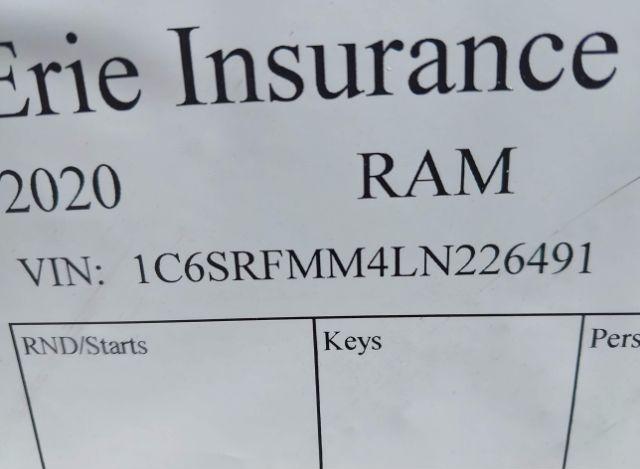 Erie Insurance
2020 RAM
VIN: 1C6SRFMM4LN226491
RND/Starts Keys Pers